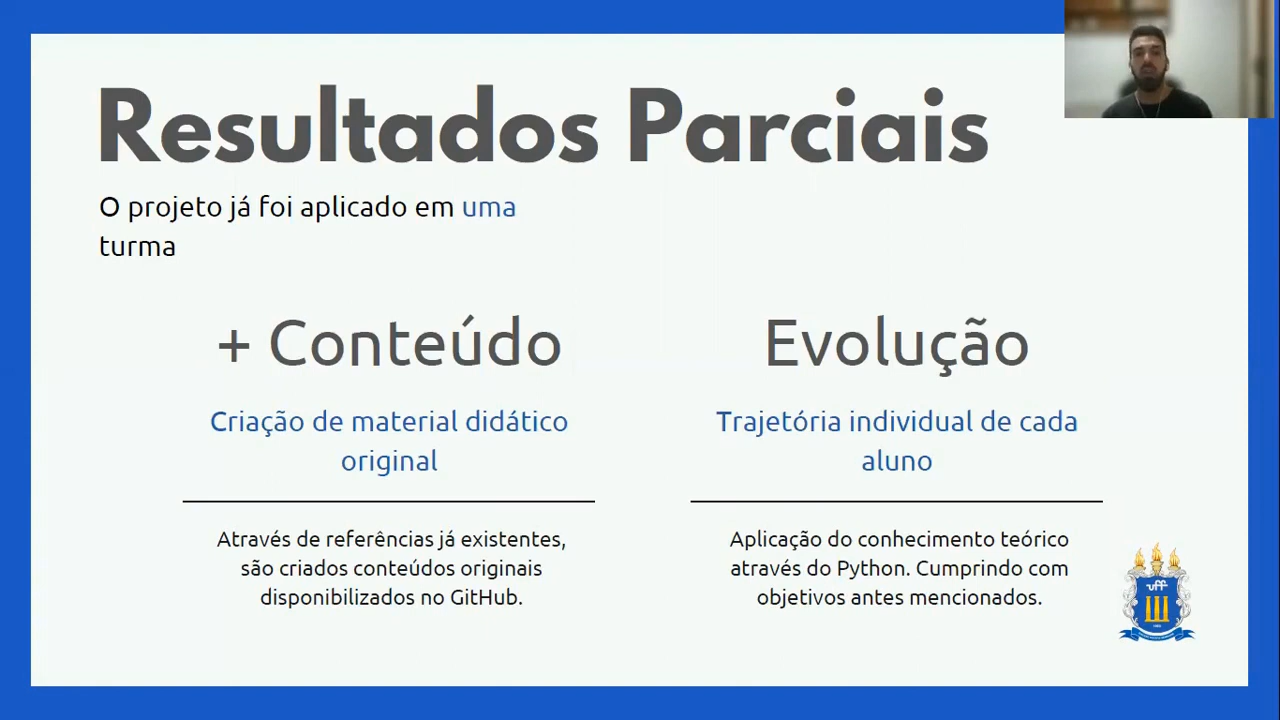 Resultados Parciais
O projeto já foi aplicado em uma
turma
+ Conteúdo
Criação de material didático
original
Através de referências já existentes,
são criados conteúdos originais
disponibilizados no GitHub.
Evolução
Trajetória individual de cada
aluno
Aplicação do conhecimento teórico
através do Python. Cumprindo com
objetivos antes mencionados.
uff